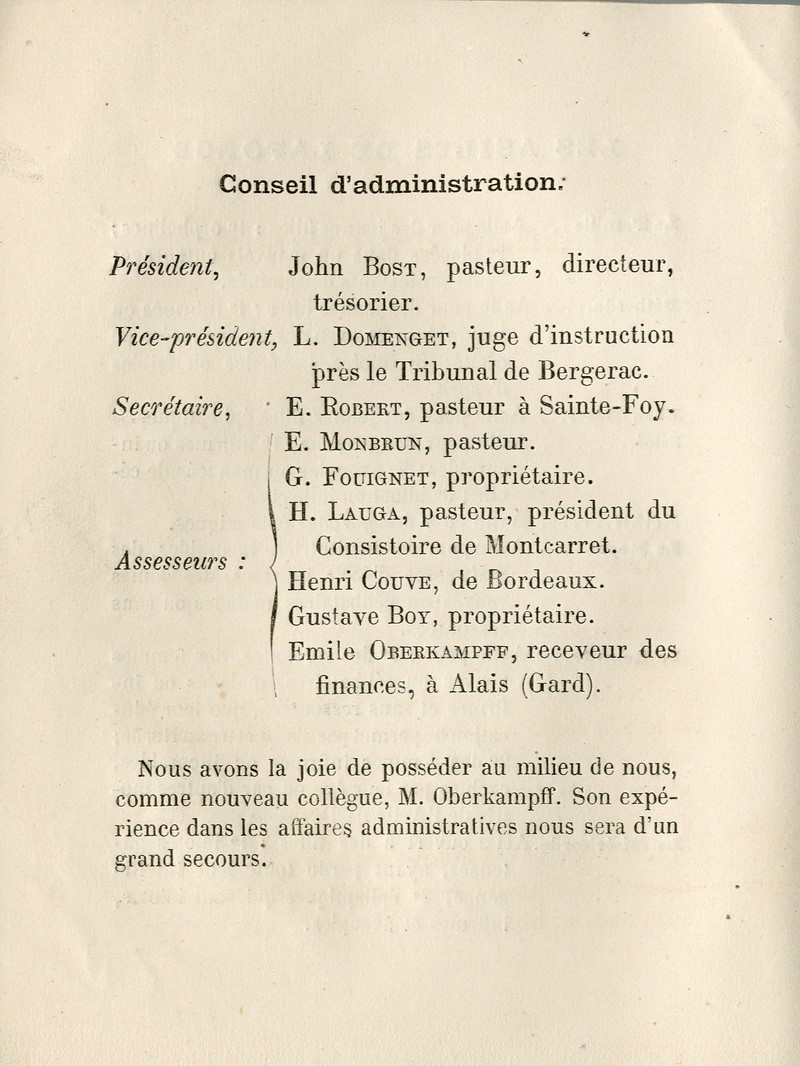 Conseil d'administration.
Président, John BOST, pasteur, directeur,
trésorier.
Vice-président, L. DOMENGET, juge d'instruction
près le Tribunal de Bergerac.
Secrétaire, E. ROBERT, pasteur à Sainte-Foy.
E. MONBRUN, pasteur.
G. FOUIGNET, propriétaire.
H. LAUGA, pasteur, président du
Consistoire de Montcarret.
Assesseurs :
Henri COUVE, de Bordeaux.
Gustave BOY, propriétaire.
Emile OBERKAMPFF, receveur des
finances, à Alais (Gard).
Nous avons la joie de posséder au milieu de nous,
comme nouveau collègue, M. Oberkampff. Son expé-
rience dans les affaires administratives nous sera d'un
grand secours.